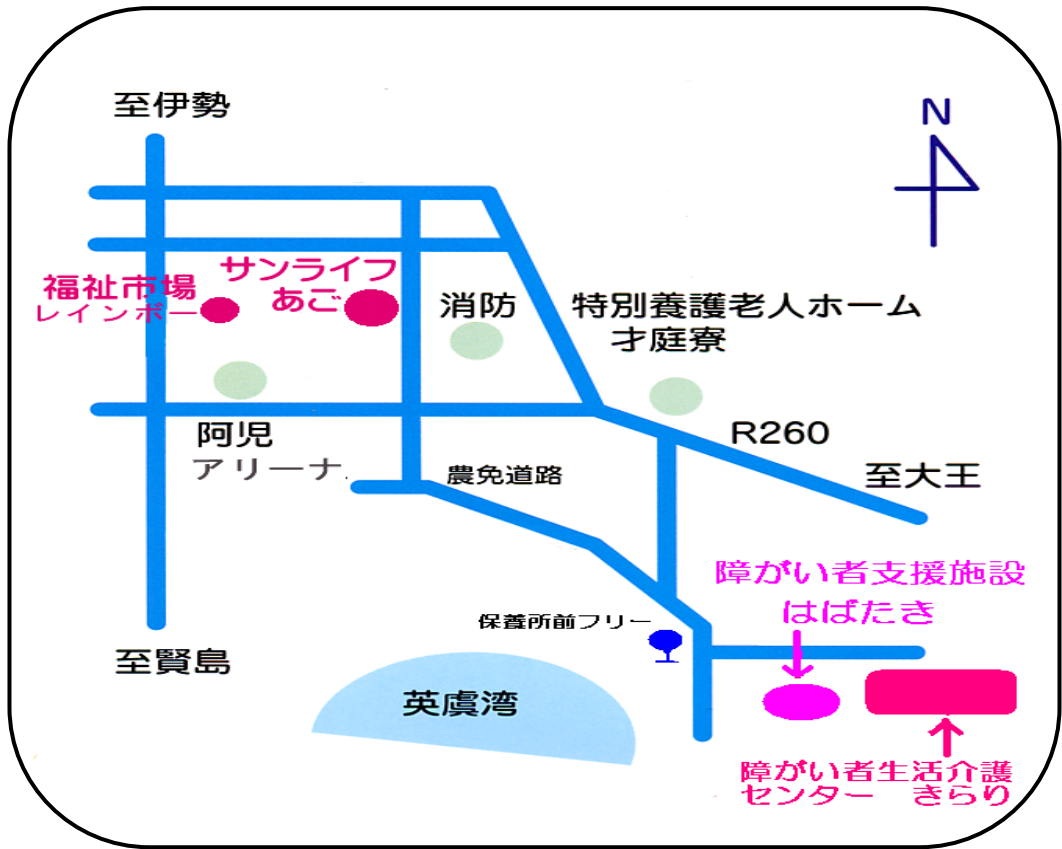 至伊勢
N
サンライフ
あご
福祉市場
レインボー
消防
特別養護老人ホーム
才庭寮
阿児
アリーナ
R260
農免道路
至大王
障がい者支援施設
はばたき
保養所前フリー
至賢島
英虞湾
障がい者生活介護
センター きらり